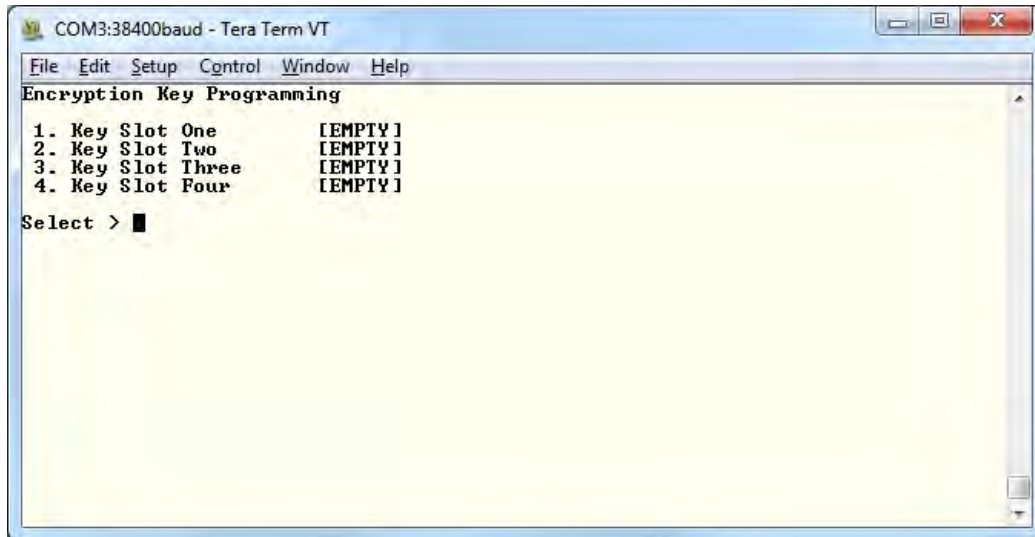 COM3:38400baud - Tera Term VT
File Edit Setup Control Window Help
Encryption Key Programming
1. Key Slot One [EMPTY]
2. Key Slot Two [EMPTY]
3. Key Slot Three [EMPTY]
4. Key Slot Four [EMPTY]
Select >